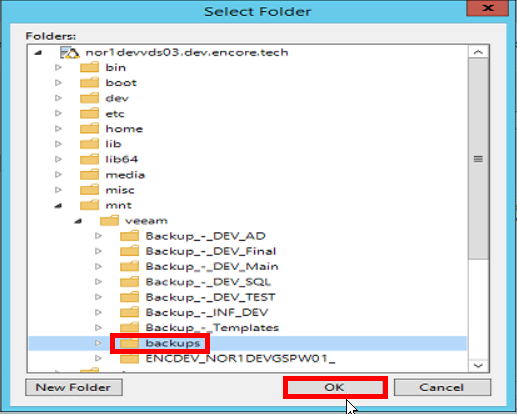 Select Folder
Folders:
nor1devvds03.dev.encore.tech
bin
boot
dev
etc
home
lib
lib64
media
misc
mnt
veeam
Backup_-_DEV_AD
Backup_-_DEV_Final
Backup_-_DEV_Main
Backup_-_DEV_SQL
Backup_-_DEV_TEST
Backup_-_INF_DEV
Backup_-_Templates
backups
ENCDEV_NOR1DEVGSPW01_
New Folder OK Cancel